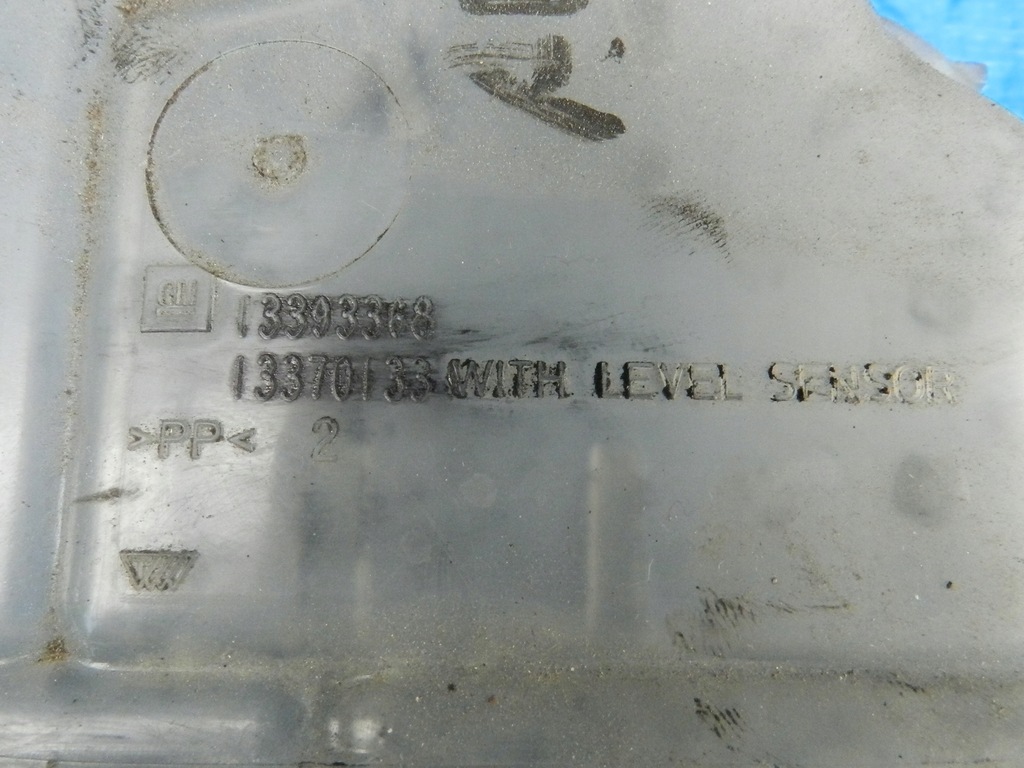 GM
13393368
13370133 WITH LEVEL SENSOR
>PP< 2